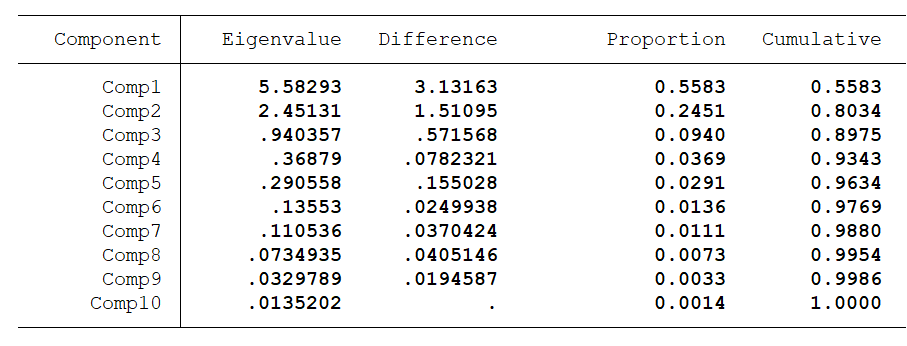 Component Eigenvalue Difference Proportion Cumulative
Comp1 5.58293 3.13163 0.5583 0.5583
Comp2 2.45131 1.51095 0.2451 0.8034
Comp3 .940357 .571568 0.0940 0.8975
Comp4 .36879 .0782321 0.0369 0.9343
Comp5 .290558 .155028 0.0291 0.9634
Comp6 .13553 .0249938 0.0136 0.9769
Comp7 .110536 .0370424 0.0111 0.9880
Comp8 .0734935 .0405146 0.0073 0.9954
Comp9 .0329789 .0194587 0.0033 0.9986
Comp10 .0135202 . 0.0014 1.0000